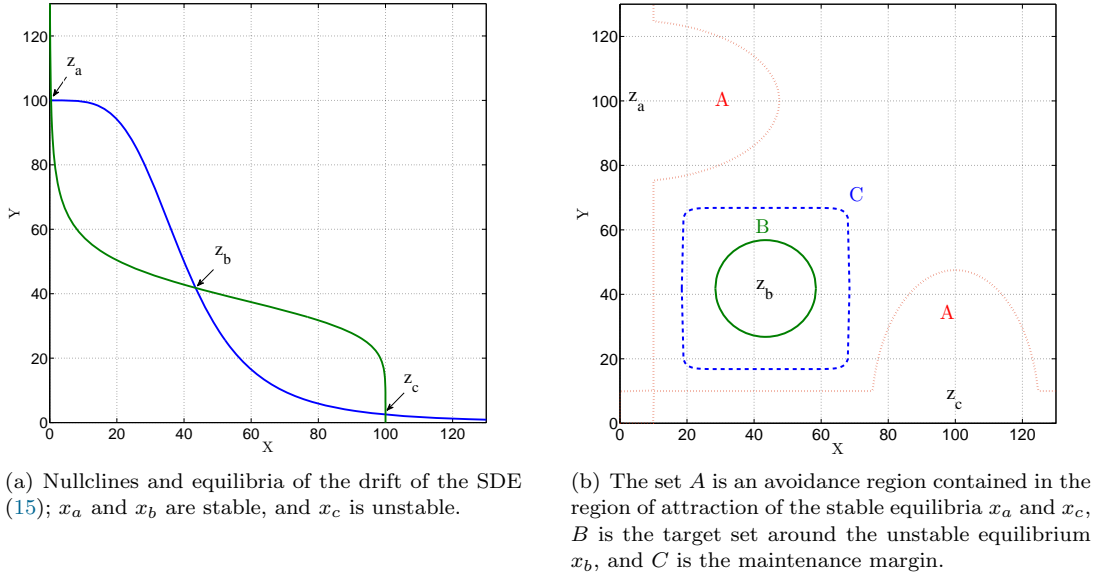 120
100
80
60
40
20
0
Y
0 20 40 60 80 100 120
X
z_a
z_b
z_c
120
100
80
60
40
20
0
Y
0 20 40 60 80 100 120
X
z_a
A
C
B
z_b
A
z_c
(a) Nullclines and equilibria of the drift of the SDE
(15); x_a and x_b are stable, and x_c is unstable.
(b) The set A is an avoidance region contained in the
region of attraction of the stable equilibria x_a and x_c,
B is the target set around the unstable equilibrium
x_b, and C is the maintenance margin.